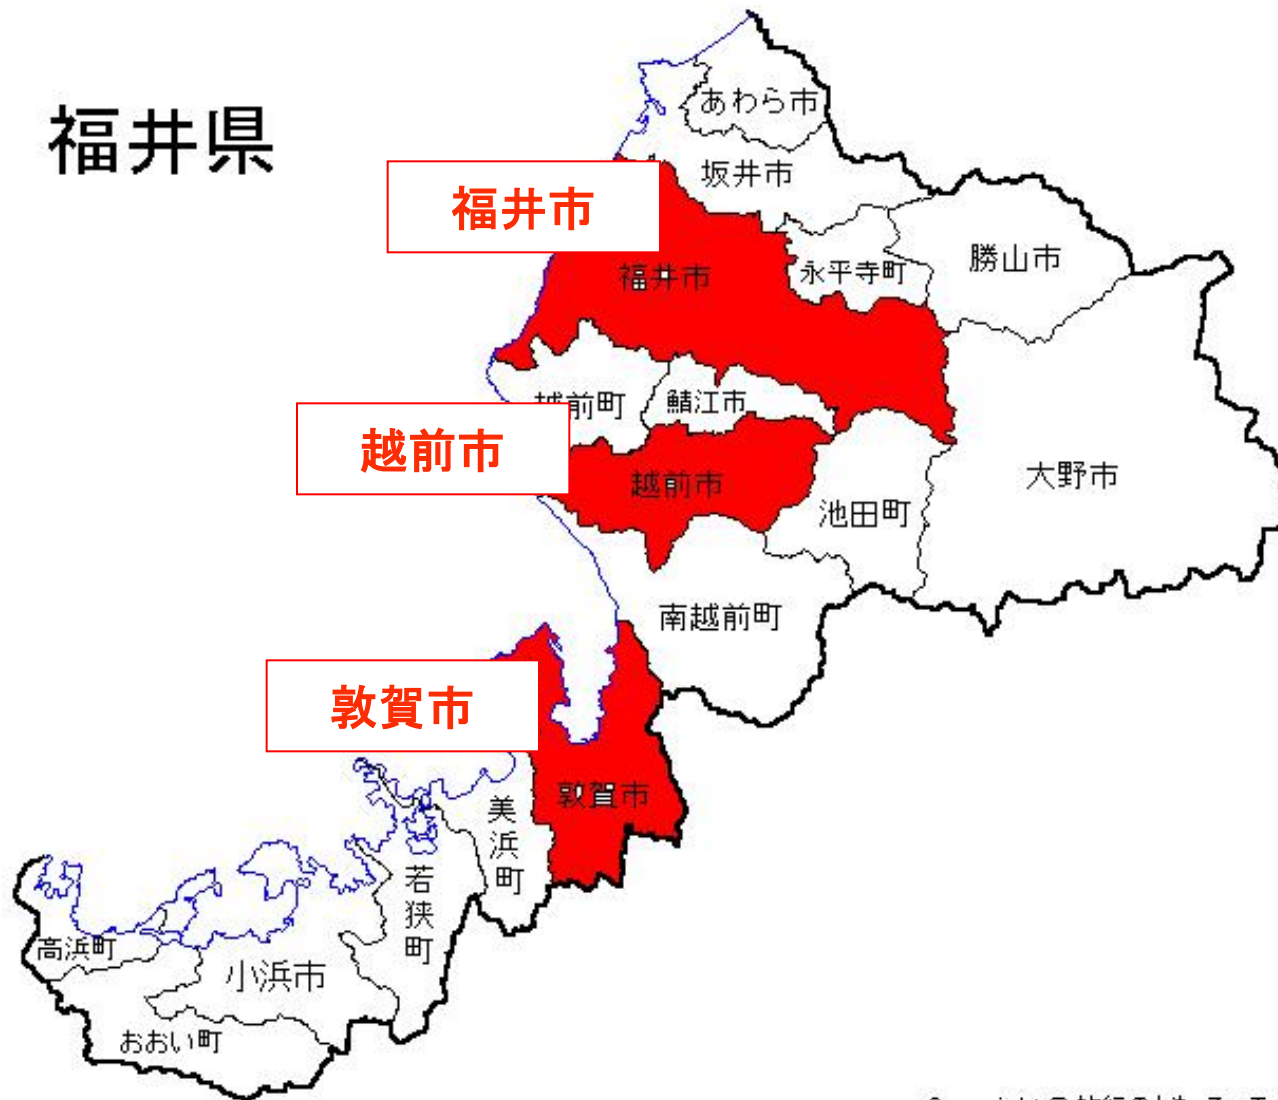 福井県
あわら市
坂井市
福井市
勝山市
永平寺町
福井市
越前町
鯖江市
越前市
大野市
越前市
池田町
南越前町
敦賀市
敦賀市
美浜町
若狭町
高浜町
小浜市
おおい町